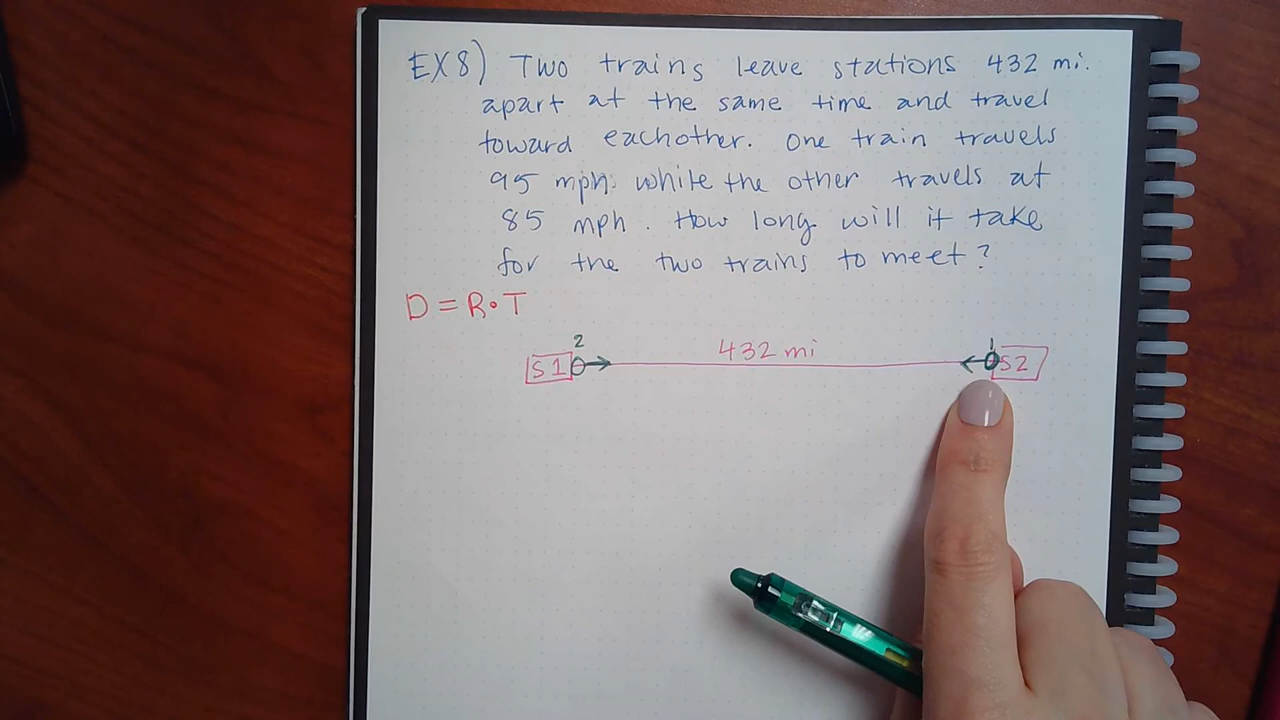 EX8) Two trains leave stations 432 mi.
apart at the same time and travel
toward eachother. One train travels
95 mph. while the other travels at
85 mph. How long will it take
for the two trains to meet?
D = R • T
2 432 mi 1
S1 S2